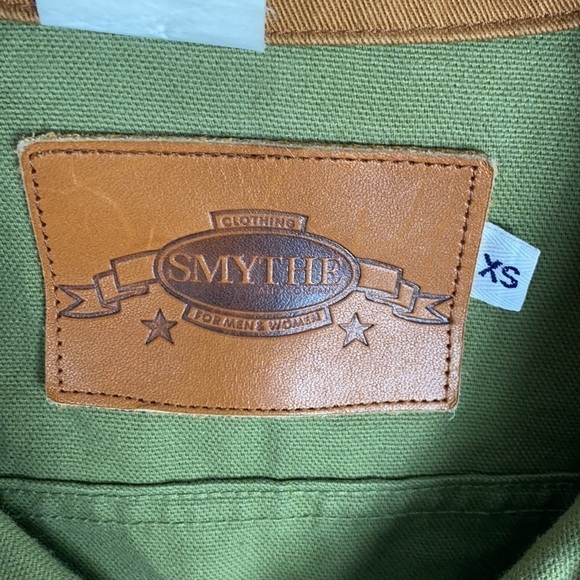 CLOTHING
SMYTHE
FOR MEN & WOMEN
XS